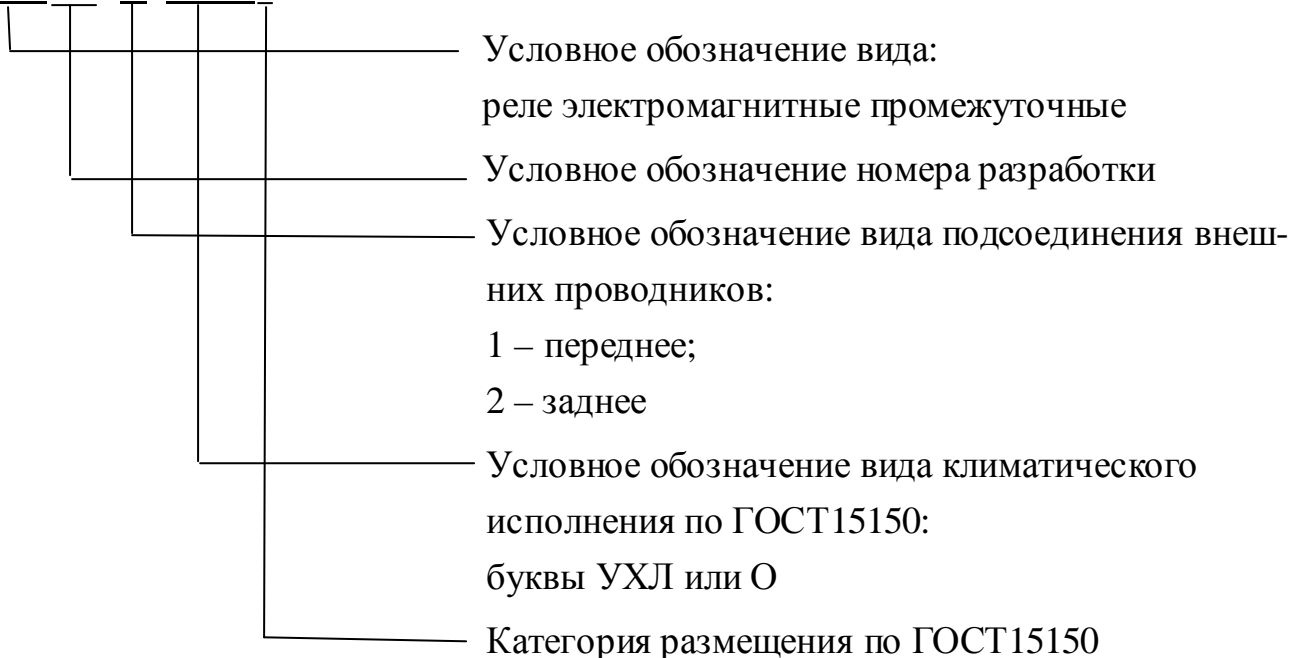 Условное обозначение вида:
реле электромагнитные промежуточные
Условное обозначение номера разработки
Условное обозначение вида подсоединения внеш-
них проводников:
1 – переднее;
2 – заднее
Условное обозначение вида климатического
исполнения по ГОСТ15150:
буквы УХЛ или О
Категория размещения по ГОСТ15150